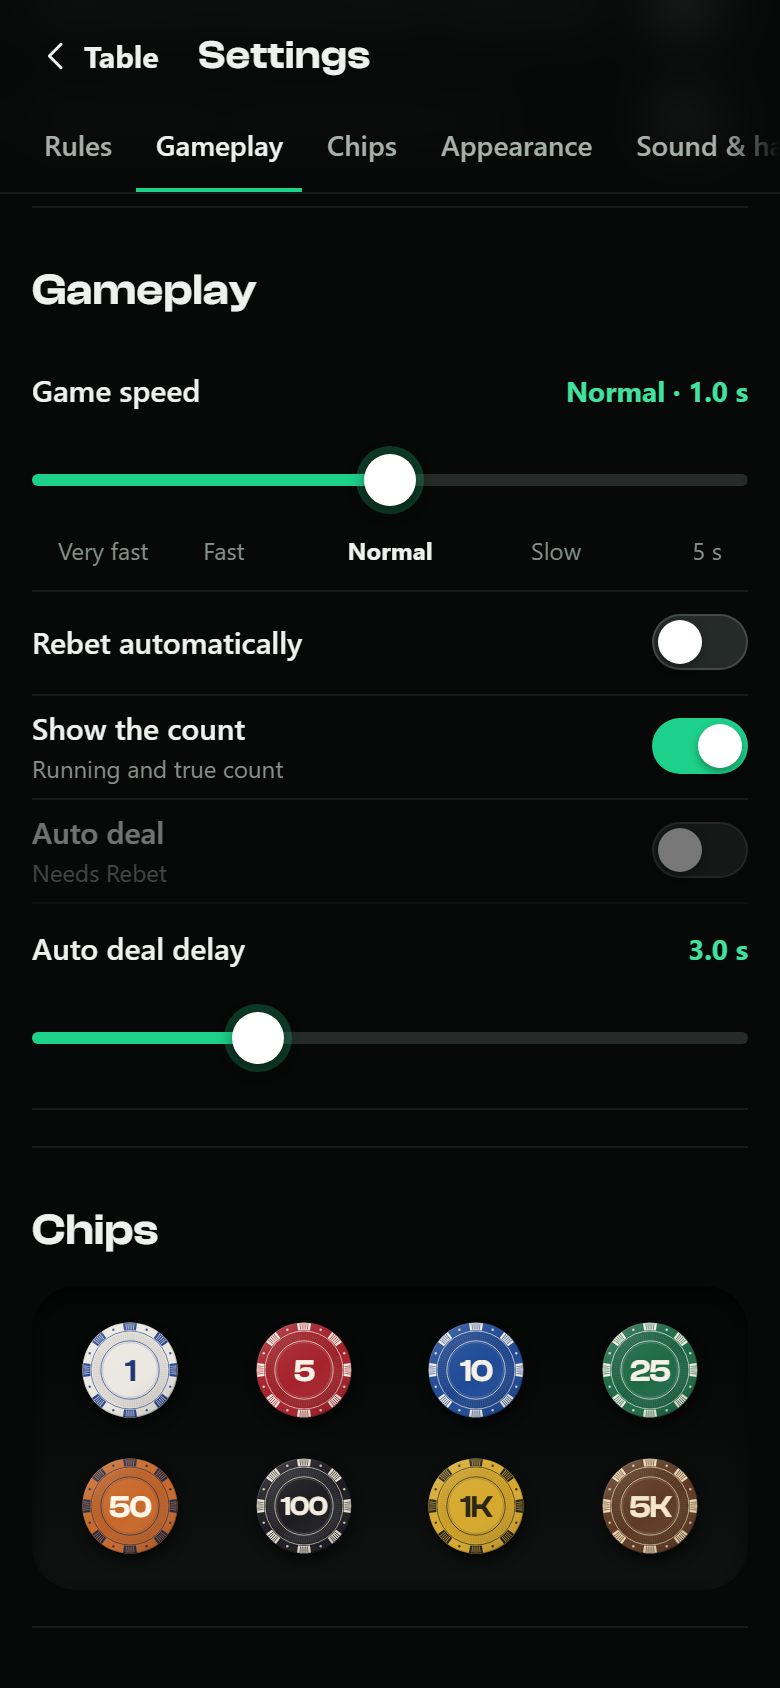 Table Settings
Rules Gameplay Chips Appearance Sound & ha
Gameplay
Game speed Normal · 1.0 s
Very fast Fast Normal Slow 5 s
Rebet automatically
Show the count
Running and true count
Auto deal
Needs Rebet
Auto deal delay 3.0 s
Chips
1 5 10 25
50 100 1K 5K